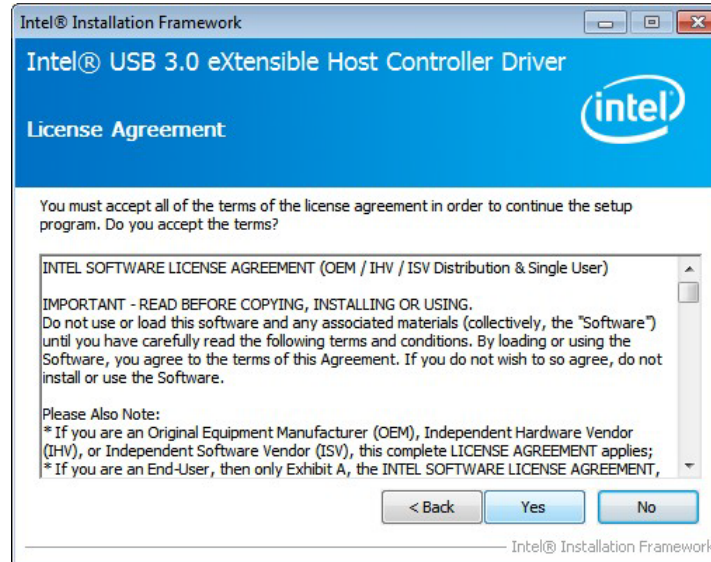 Intel® Installation Framework
Intel® USB 3.0 eXtensible Host Controller Driver
intel
License Agreement
You must accept all of the terms of the license agreement in order to continue the setup
program. Do you accept the terms?
INTEL SOFTWARE LICENSE AGREEMENT (OEM / IHV / ISV Distribution & Single User)
IMPORTANT - READ BEFORE COPYING, INSTALLING OR USING.
Do not use or load this software and any associated materials (collectively, the "Software")
until you have carefully read the following terms and conditions. By loading or using the
Software, you agree to the terms of this Agreement. If you do not wish to so agree, do not
install or use the Software.
Please Also Note:
* If you are an Original Equipment Manufacturer (OEM), Independent Hardware Vendor
(IHV), or Independent Software Vendor (ISV), this complete LICENSE AGREEMENT applies;
* If you are an End-User, then only Exhibit A, the INTEL SOFTWARE LICENSE AGREEMENT,
< Back Yes No
Intel® Installation Framework